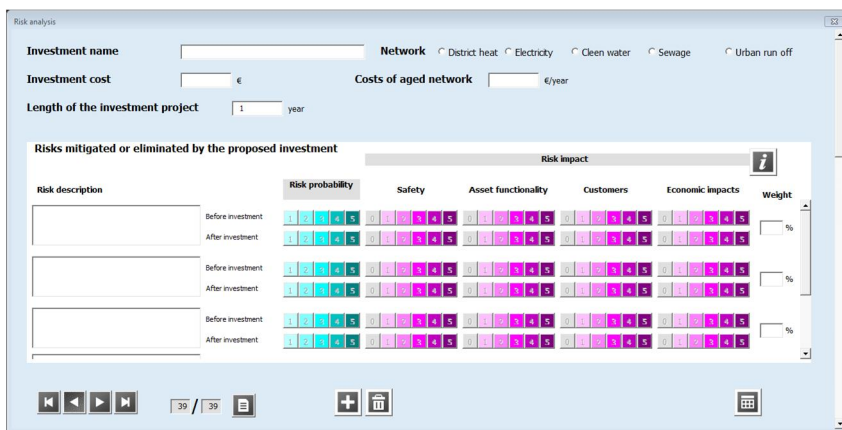 Risk analysis
Investment name
Network District heat Electricity Cleen water Sewage Urban run off
Investment cost € Costs of aged network €/year
Length of the investment project 1 year
Risks mitigated or eliminated by the proposed investment
Risk impact
i
Risk description Risk probability Safety Asset functionality Customers Economic impacts Weight
Before investment 1 2 3 4 5 0 1 2 3 4 5 0 1 2 3 4 5 0 1 2 3 4 5 0 1 2 3 4 5
%
After investment 1 2 3 4 5 0 1 2 3 4 5 0 1 2 3 4 5 0 1 2 3 4 5 0 1 2 3 4 5
Before investment 1 2 3 4 5 0 1 2 3 4 5 0 1 2 3 4 5 0 1 2 3 4 5 0 1 2 3 4 5
%
After investment 1 2 3 4 5 0 1 2 3 4 5 0 1 2 3 4 5 0 1 2 3 4 5 0 1 2 3 4 5
Before investment 1 2 3 4 5 0 1 2 3 4 5 0 1 2 3 4 5 0 1 2 3 4 5 0 1 2 3 4 5
%
After investment 1 2 3 4 5 0 1 2 3 4 5 0 1 2 3 4 5 0 1 2 3 4 5 0 1 2 3 4 5
39 / 39